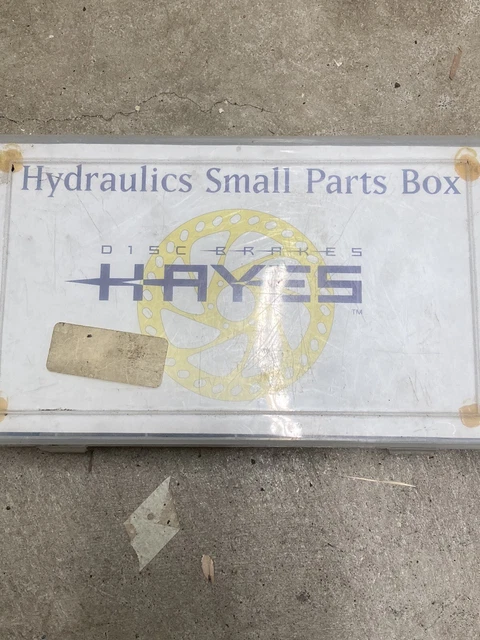 Hydraulics Small Parts Box
DISC BRAKES
HAYES
TM